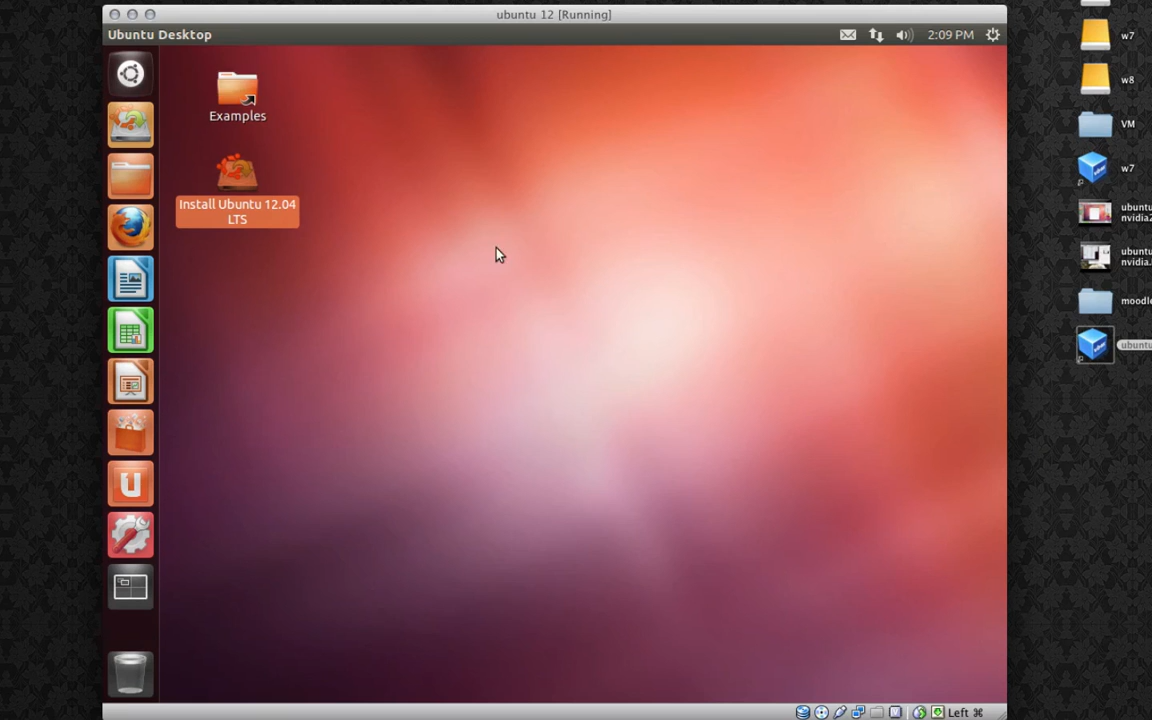 ubuntu 12 [Running]
Ubuntu Desktop
2:09 PM
w7
w8
Examples
VM
w7
Install Ubuntu 12.04
LTS
ubuntu
nvidia2
ubuntu
nvidia.
moodle
ubuntu
Left ⌘